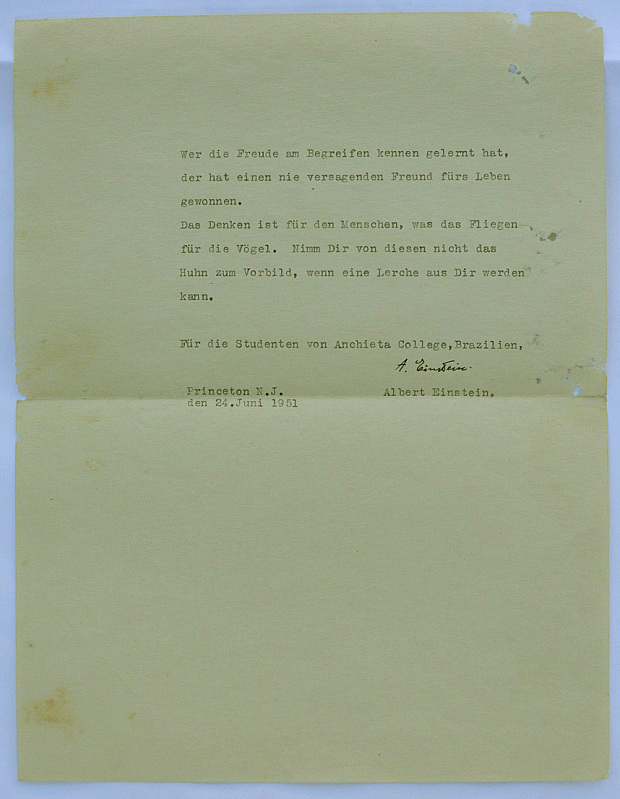 Wer die Freude am Begreifen kennen gelernt hat,
der hat einen nie versagenden Freund fürs Leben
gewonnen.
Das Denken ist für den Menschen, was das Fliegen
für die Vögel. Nimm Dir von diesen nicht das
Huhn zum Vorbild, wenn eine Lerche aus Dir werden
kann.
Für die Studenten von Anchieta College,Brazilien,
A. Einstein.
Princeton N.J. Albert Einstein.
den 24.Juni 1951